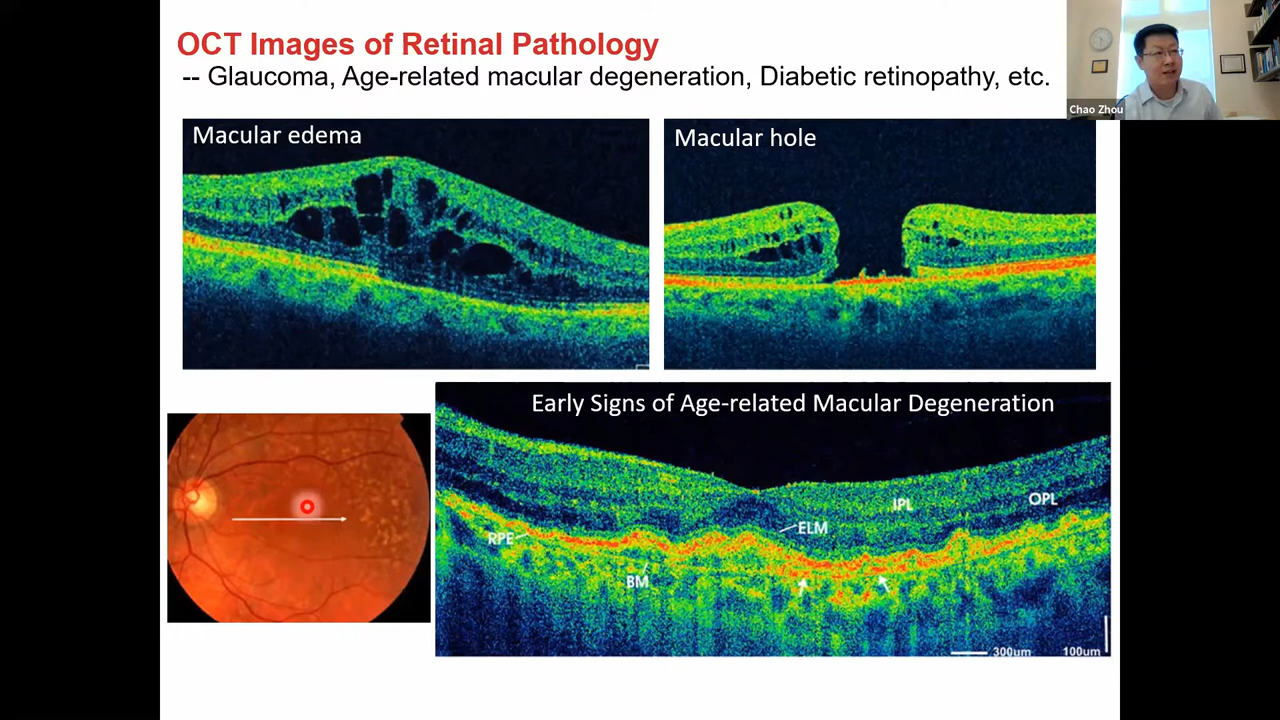 OCT Images of Retinal Pathology
-- Glaucoma, Age-related macular degeneration, Diabetic retinopathy, etc.
Chao Zhou
Macular edema
Macular hole
Early Signs of Age-related Macular Degeneration
IPL
OPL
ELM
RPE
BM
300um
100um